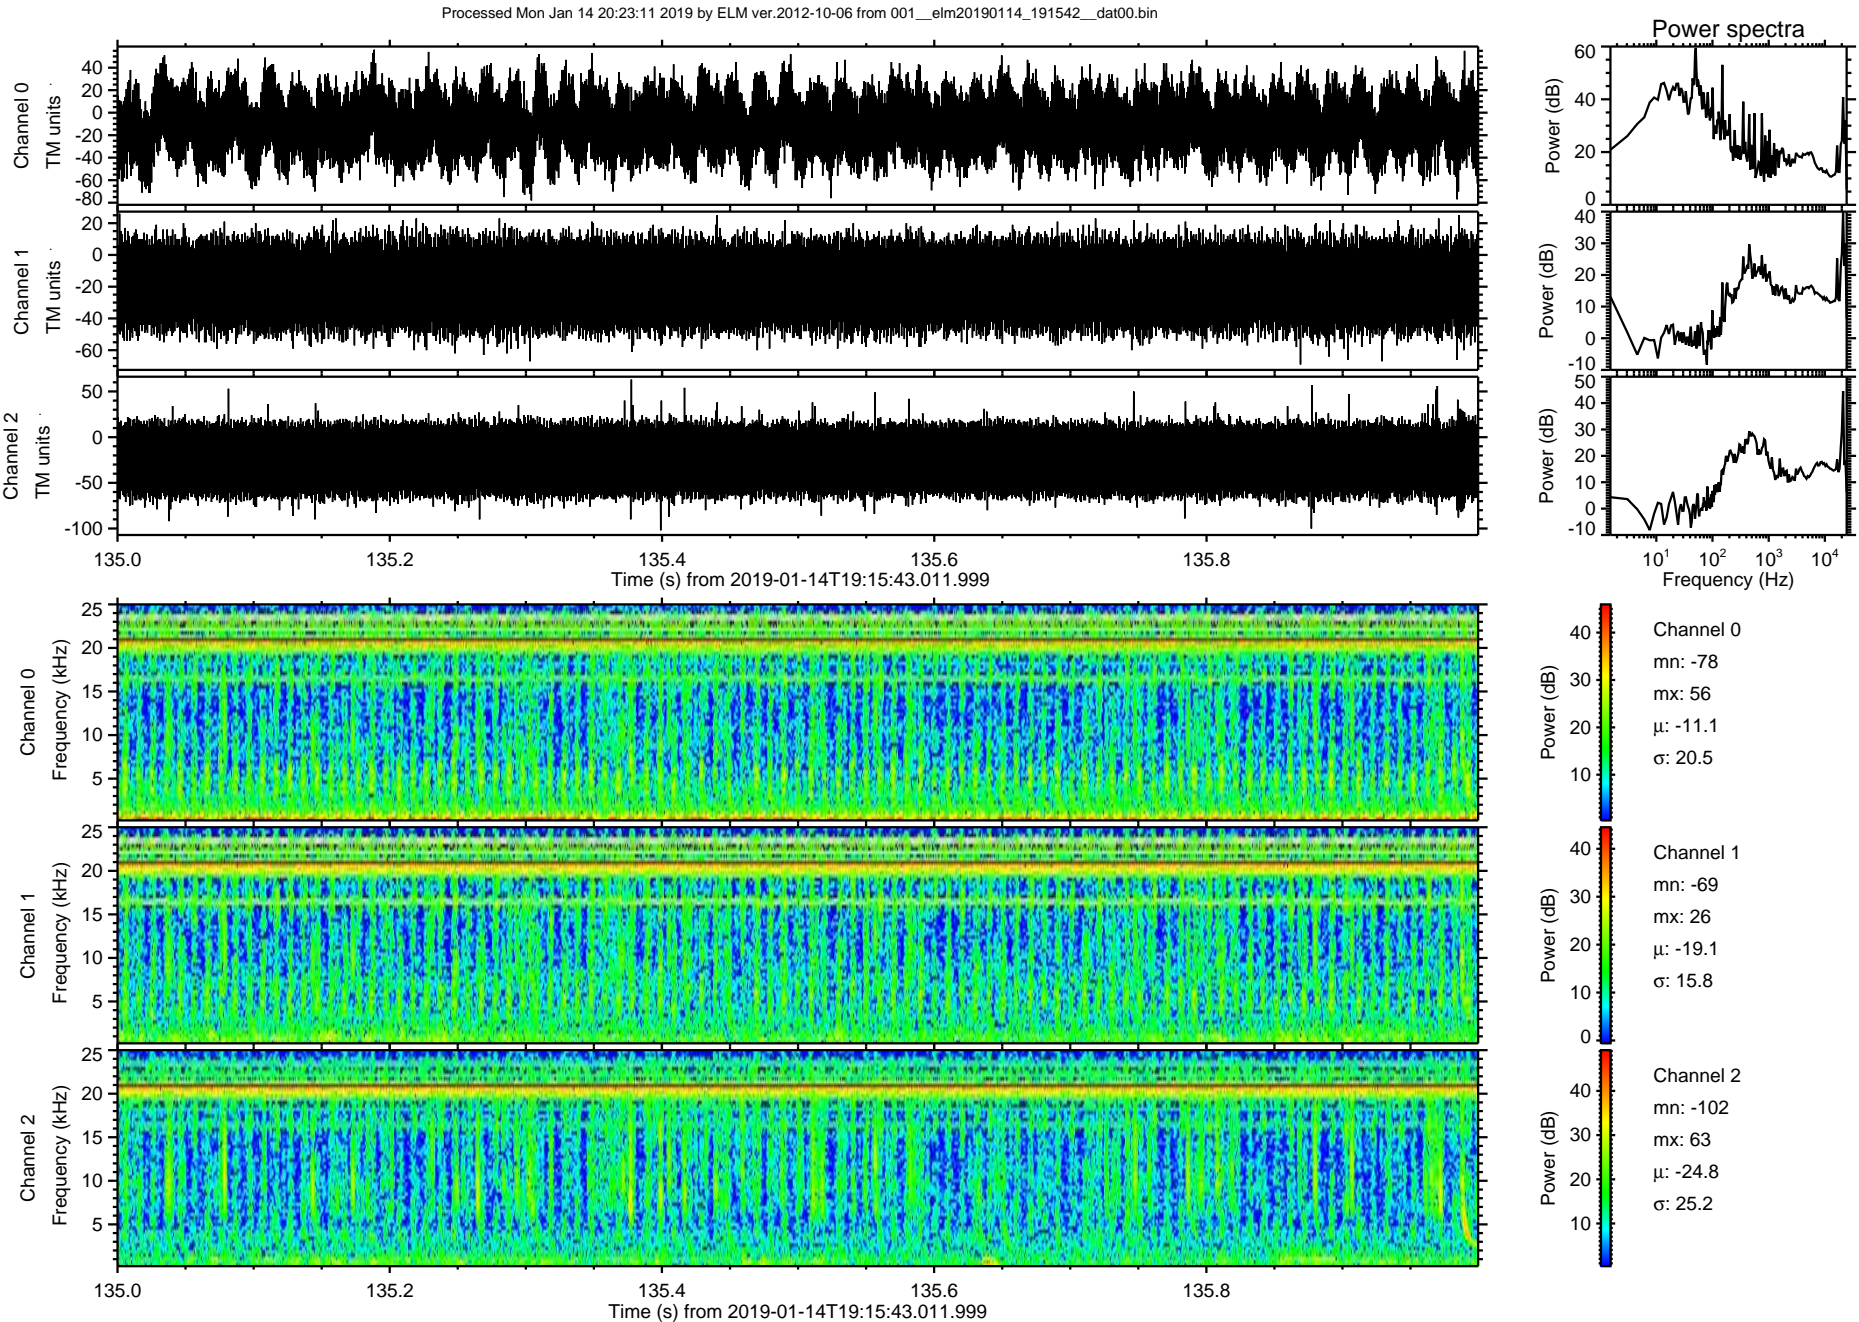 Processed Mon Jan 14 20:23:11 2019 by ELM ver.2012-10-06 from 001__elm20190114_191542__dat00.bin
Power spectra
Channel 0
TM units
40
20
0
-20
-40
-60
-80
Power (dB)
60
40
20
0
Channel 1
TM units
20
0
-20
-40
-60
Power (dB)
40
30
20
10
0
-10
Channel 2
TM units
50
0
-50
-100
Power (dB)
50
40
30
20
10
0
-10
135.0 135.2 135.4 135.6 135.8
Time (s) from 2019-01-14T19:15:43.011.999
10^1 10^2 10^3 10^4
Frequency (Hz)
Channel 0
Frequency (kHz)
25
20
15
10
5
Power (dB)
40
30
20
10
Channel 0
mn: -78
mx: 56
μ: -11.1
σ: 20.5
Channel 1
Frequency (kHz)
25
20
15
10
5
Power (dB)
40
30
20
10
0
Channel 1
mn: -69
mx: 26
μ: -19.1
σ: 15.8
Channel 2
Frequency (kHz)
25
20
15
10
5
Power (dB)
40
30
20
10
Channel 2
mn: -102
mx: 63
μ: -24.8
σ: 25.2
135.0 135.2 135.4 135.6 135.8
Time (s) from 2019-01-14T19:15:43.011.999